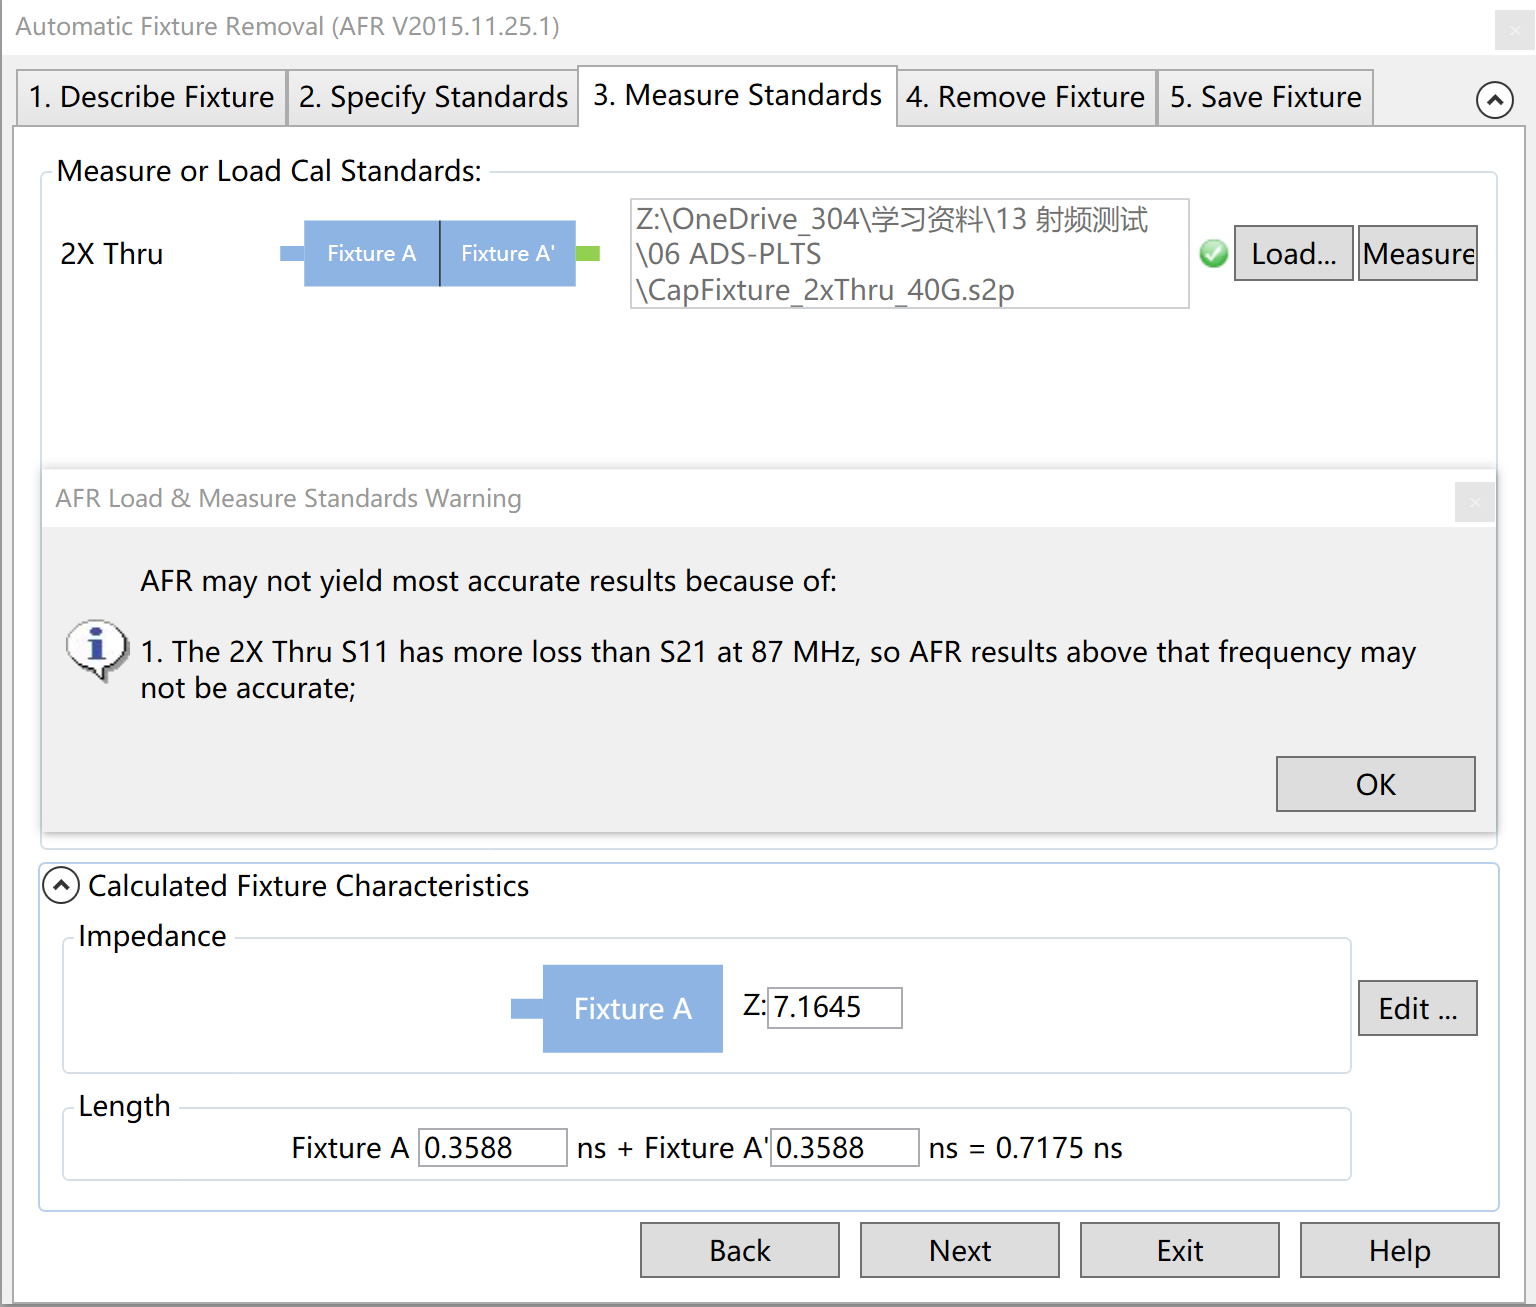 Automatic Fixture Removal (AFR V2015.11.25.1)
1. Describe Fixture
2. Specify Standards
3. Measure Standards
4. Remove Fixture
5. Save Fixture
Measure or Load Cal Standards:
2X Thru
Fixture A
Fixture A'
Z:\OneDrive_304\学习资料\13 射频测试
\06 ADS-PLTS
\CapFixture_2xThru_40G.s2p
Load...
Measure
AFR Load & Measure Standards Warning
AFR may not yield most accurate results because of:
1. The 2X Thru S11 has more loss than S21 at 87 MHz, so AFR results above that frequency may
not be accurate;
OK
Calculated Fixture Characteristics
Impedance
Fixture A
Z: 7.1645
Edit ...
Length
Fixture A 0.3588 ns + Fixture A' 0.3588 ns = 0.7175 ns
Back
Next
Exit
Help